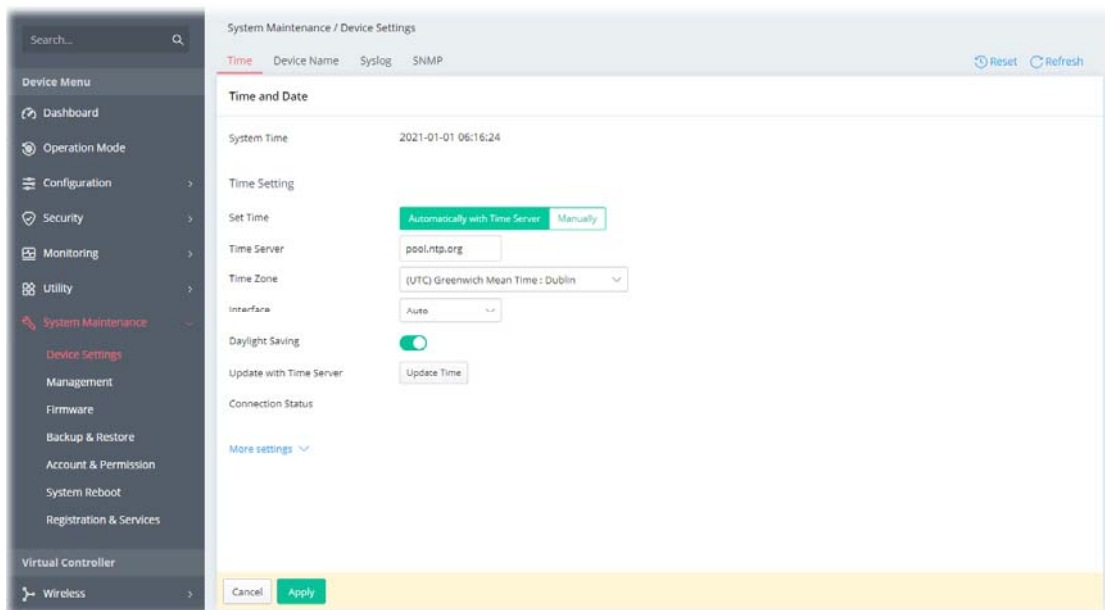 Search...
Device Menu
Dashboard
Operation Mode
Configuration
Security
Monitoring
Utility
System Maintenance
Device Settings
Management
Firmware
Backup & Restore
Account & Permission
System Reboot
Registration & Services
Virtual Controller
Wireless
System Maintenance / Device Settings
Time Device Name Syslog SNMP
Reset Refresh
Time and Date
System Time 2021-01-01 06:16:24
Time Setting
Set Time Automatically with Time Server Manually
Time Server pool.ntp.org
Time Zone (UTC) Greenwich Mean Time : Dublin
Interface Auto
Daylight Saving
Update with Time Server Update Time
Connection Status
More settings
Cancel Apply